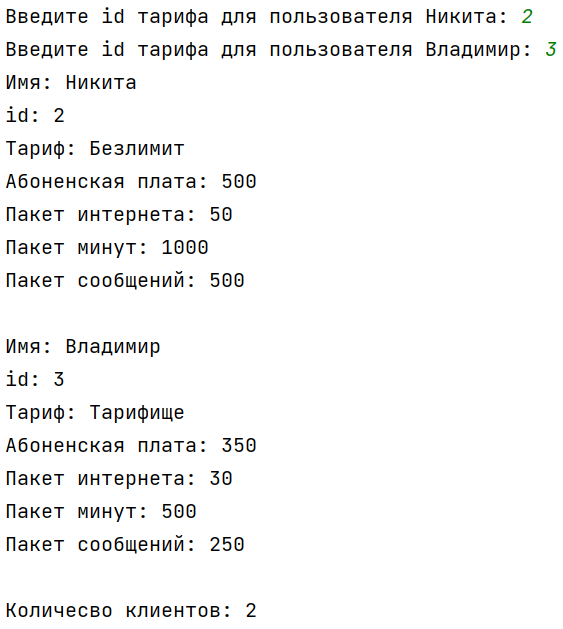 Введите id тарифа для пользователя Никита: 2
Введите id тарифа для пользователя Владимир: 3
Имя: Никита
id: 2
Тариф: Безлимит
Абоненская плата: 500
Пакет интернета: 50
Пакет минут: 1000
Пакет сообщений: 500
Имя: Владимир
id: 3
Тариф: Тарифище
Абоненская плата: 350
Пакет интернета: 30
Пакет минут: 500
Пакет сообщений: 250
Количесво клиентов: 2